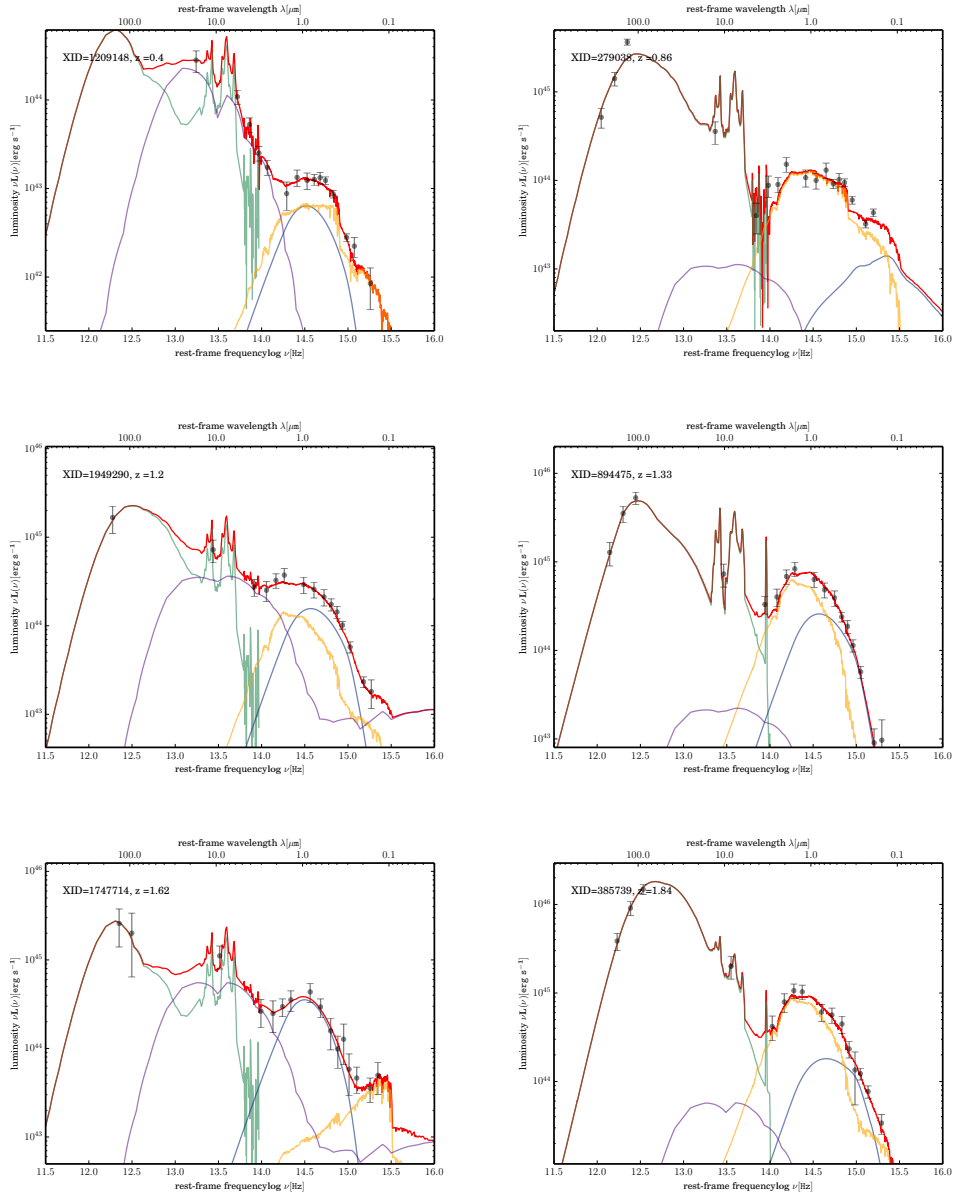 rest-frame wavelength λ[μm]
100.0 10.0 1.0 0.1
XID=1209148, z =0.4
luminosity νL(ν)[erg s⁻¹]
10⁴⁴
10⁴³
10⁴²
11.5 12.0 12.5 13.0 13.5 14.0 14.5 15.0 15.5 16.0
rest-frame frequencylog ν[Hz]
rest-frame wavelength λ[μm]
100.0 10.0 1.0 0.1
XID=279038, z =0.86
luminosity νL(ν)[erg s⁻¹]
10⁴⁵
10⁴⁴
10⁴³
11.5 12.0 12.5 13.0 13.5 14.0 14.5 15.0 15.5 16.0
rest-frame frequencylog ν[Hz]
rest-frame wavelength λ[μm]
100.0 10.0 1.0 0.1
10⁴⁶
XID=1949290, z =1.2
luminosity νL(ν)[erg s⁻¹]
10⁴⁵
10⁴⁴
10⁴³
11.5 12.0 12.5 13.0 13.5 14.0 14.5 15.0 15.5 16.0
rest-frame frequencylog ν[Hz]
rest-frame wavelength λ[μm]
100.0 10.0 1.0 0.1
10⁴⁶
XID=894475, z =1.33
luminosity νL(ν)[erg s⁻¹]
10⁴⁵
10⁴⁴
10⁴³
11.5 12.0 12.5 13.0 13.5 14.0 14.5 15.0 15.5 16.0
rest-frame frequencylog ν[Hz]
rest-frame wavelength λ[μm]
100.0 10.0 1.0 0.1
10⁴⁶
XID=1747714, z =1.62
luminosity νL(ν)[erg s⁻¹]
10⁴⁵
10⁴⁴
10⁴³
11.5 12.0 12.5 13.0 13.5 14.0 14.5 15.0 15.5 16.0
rest-frame frequencylog ν[Hz]
rest-frame wavelength λ[μm]
100.0 10.0 1.0 0.1
10⁴⁶
XID=385739, z =1.84
luminosity νL(ν)[erg s⁻¹]
10⁴⁵
10⁴⁴
11.5 12.0 12.5 13.0 13.5 14.0 14.5 15.0 15.5 16.0
rest-frame frequencylog ν[Hz]